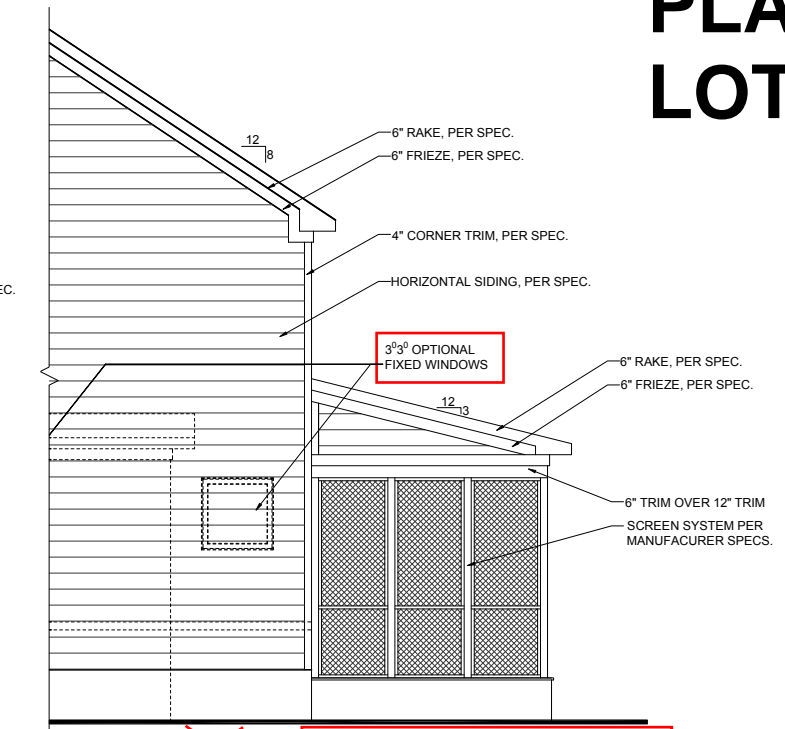 PLA
LOT
12
8
6" RAKE, PER SPEC.
6" FRIEZE, PER SPEC.
4" CORNER TRIM, PER SPEC.
HORIZONTAL SIDING, PER SPEC.
EC.
3⁰3⁰ OPTIONAL
FIXED WINDOWS
6" RAKE, PER SPEC.
6" FRIEZE, PER SPEC.
12
3
6" TRIM OVER 12" TRIM
SCREEN SYSTEM PER
MANUFACURER SPECS.